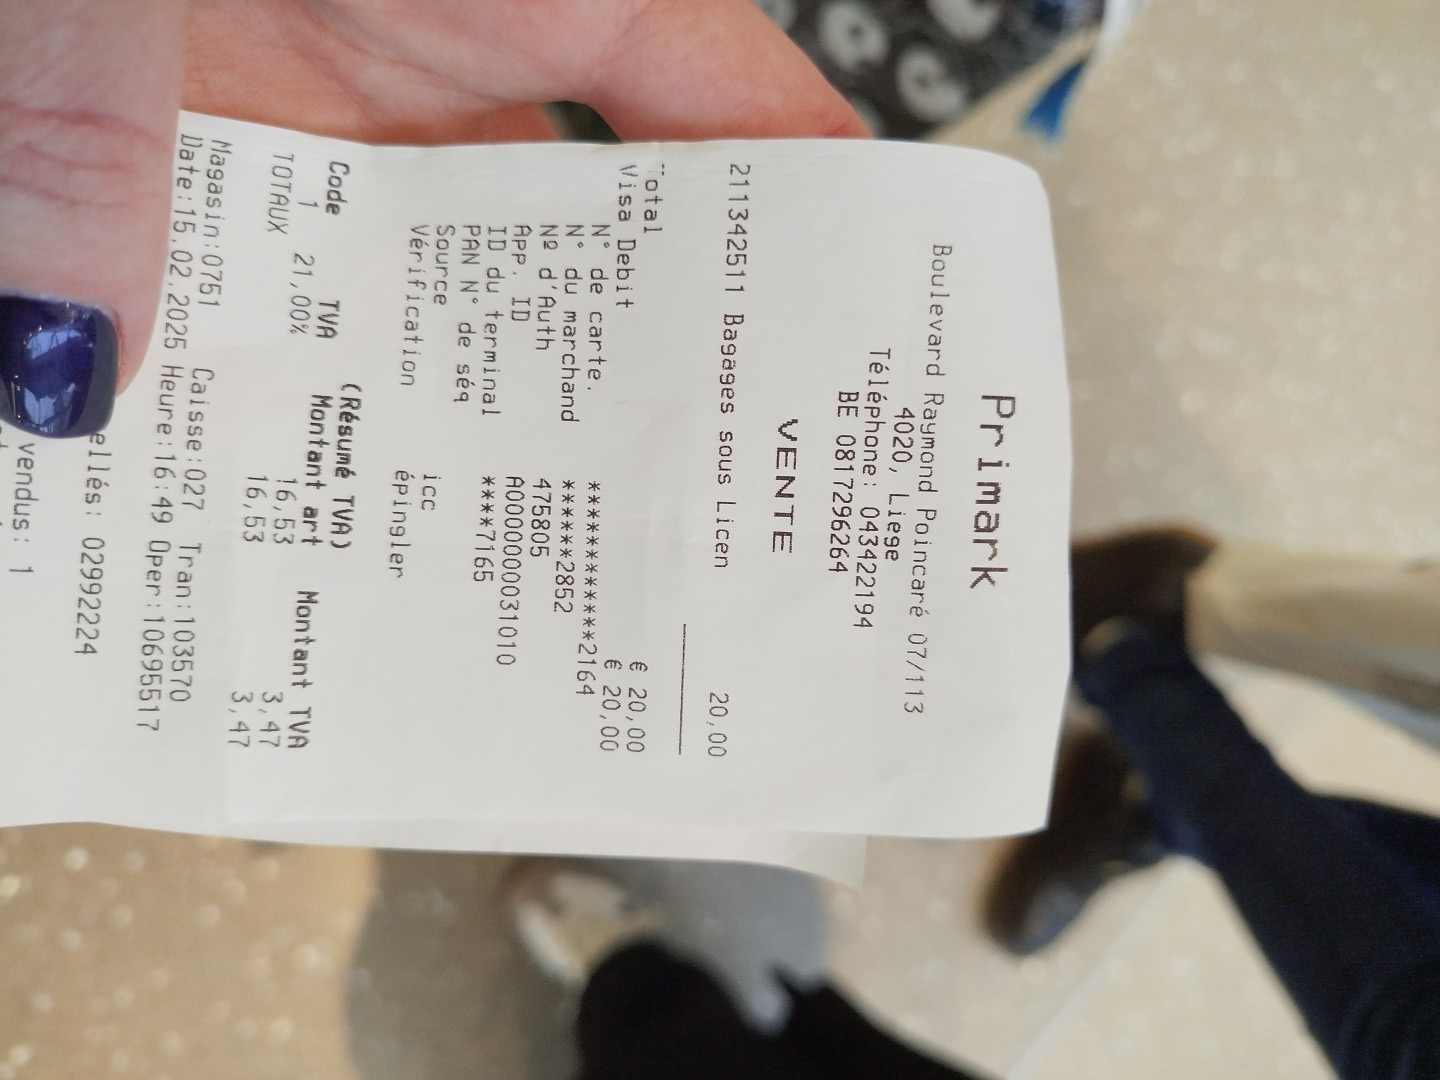 Primark
Boulevard Raymond Poincaré 07/113
4020, Liege
Téléphone: 043422194
BE 0817296264
VENTE
211342511 Bagages sous Licen 20,00
Total € 20,00
Visa Debit € 20,00
N° de carte. ***************2164
N° du marchand ******2852
Nº d'Auth 475805
App. ID A0000000031010
ID du terminal ****7165
PAN N° de séq
Source icc
Vérification épingler
(Résumé TVA)
Code TVA Montant art Montant TVA
1 21,00% 16,53 3,47
TOTAUX 16,53 3,47
Magasin:0751 Caisse:027 Tran:103570
Date:15.02.2025 Heure:16:49 Oper:10695517
ellés: 02992224
vendus: 1